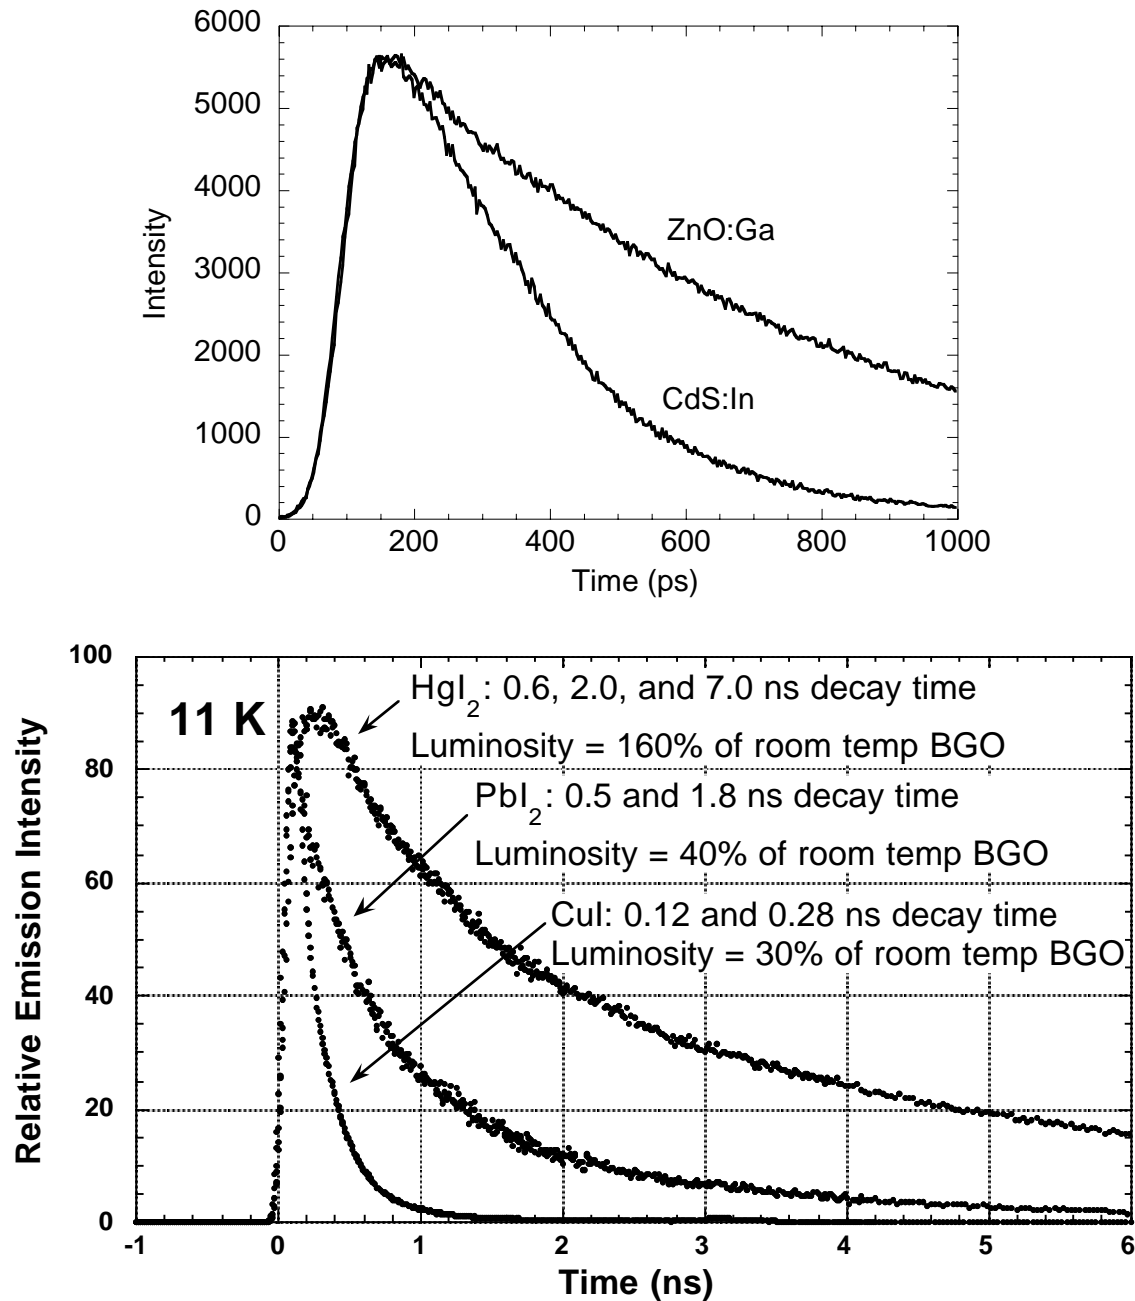 6000
5000
4000
3000
2000
1000
0
Intensity
ZnO:Ga
CdS:In
0 200 400 600 800 1000
Time (ps)
100
80
60
40
20
0
Relative Emission Intensity
11 K
HgI2: 0.6, 2.0, and 7.0 ns decay time
Luminosity = 160% of room temp BGO
PbI2: 0.5 and 1.8 ns decay time
Luminosity = 40% of room temp BGO
CuI: 0.12 and 0.28 ns decay time
Luminosity = 30% of room temp BGO
-1 0 1 2 3 4 5 6
Time (ns)